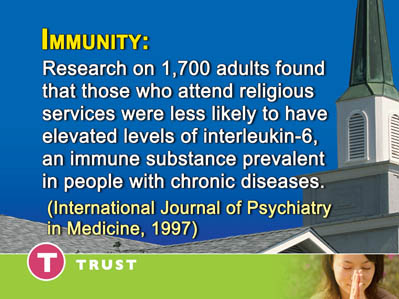 IMMUNITY:
Research on 1,700 adults found
that those who attend religious
services were less likely to have
elevated levels of interleukin-6,
an immune substance prevalent
in people with chronic diseases.
(International Journal of Psychiatry
in Medicine, 1997)
T TRUST